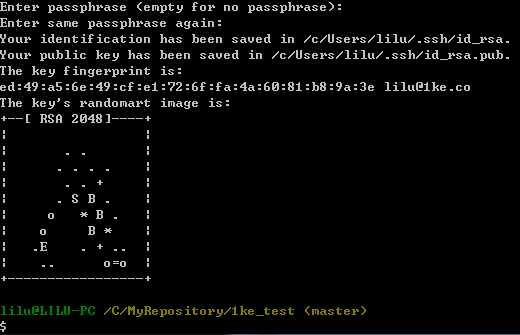 Enter passphrase (empty for no passphrase):
Enter same passphrase again:
Your identification has been saved in /c/Users/lilu/.ssh/id_rsa.
Your public key has been saved in /c/Users/lilu/.ssh/id_rsa.pub.
The key fingerprint is:
ed:49:a5:6e:49:cf:e1:72:6f:fa:4a:60:81:b8:9a:3e lilu@1ke.co
The key's randomart image is:
+--[ RSA 2048]----+
|                 |
|       . .       |
|      . . . .    |
|       . . +     |
|      . S B .    |
|     o   * B .   |
|    o     B *    |
|   .E    . + ..  |
|    ..      o=o  |
+-----------------+
lilu@LILU-PC /C/MyRepository/1ke_test (master)
$